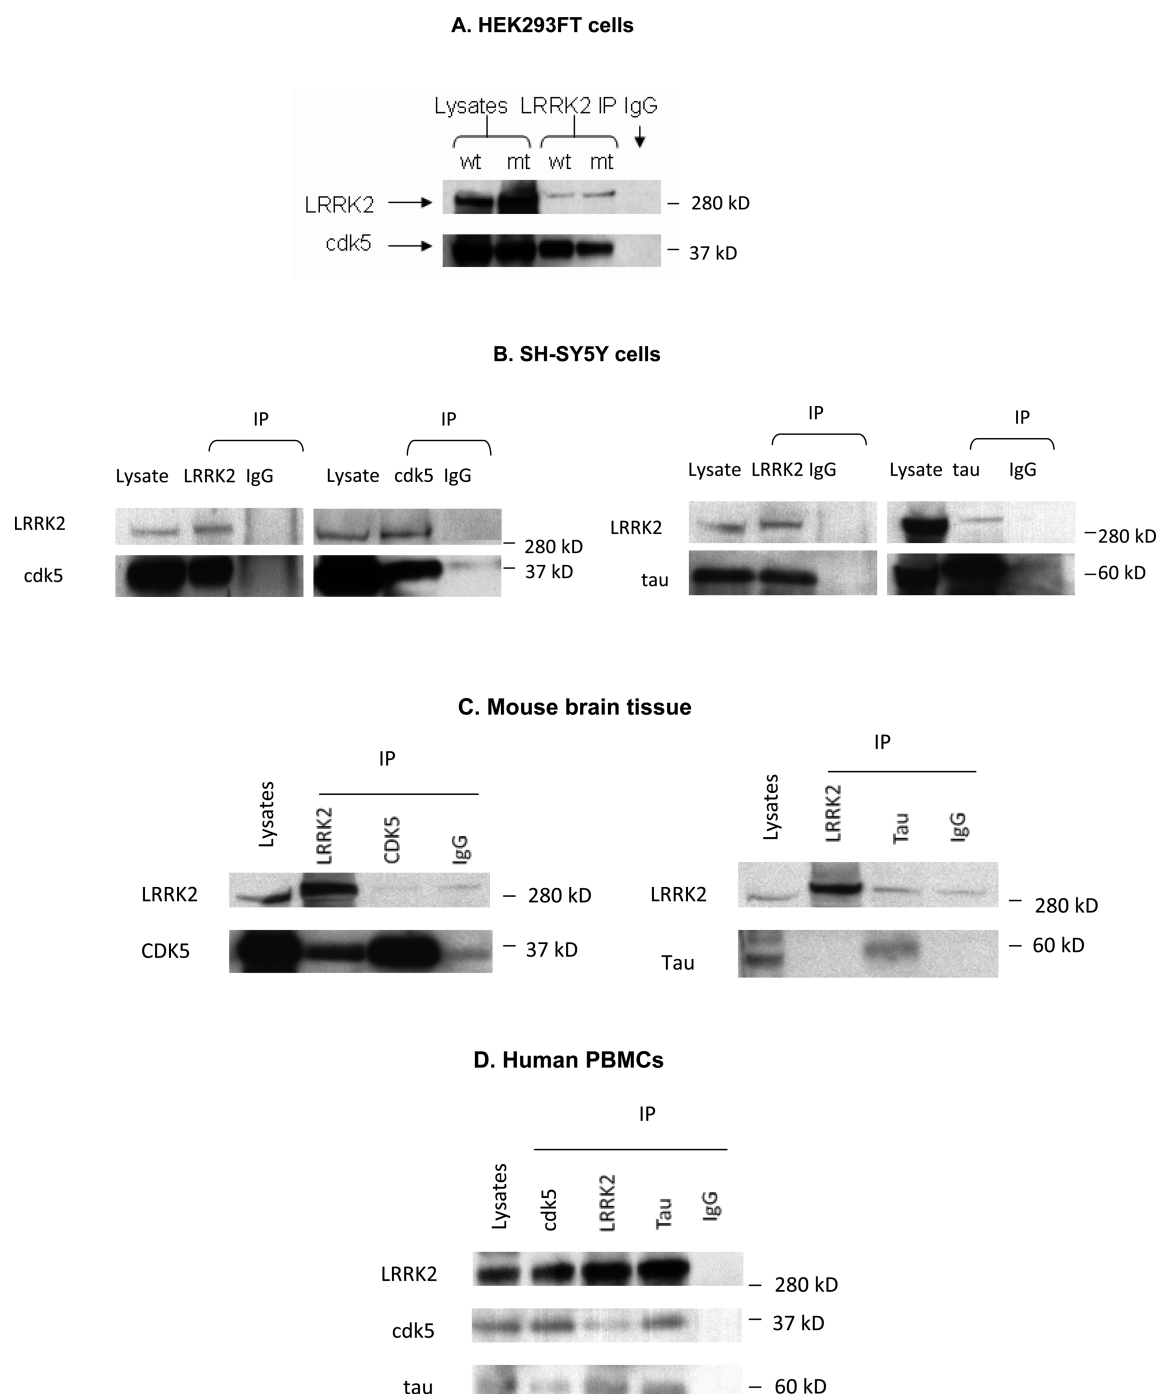 A. HEK293FT cells
Lysates LRRK2 IP IgG
wt mt wt mt
LRRK2 280 kD
cdk5 37 kD
B. SH-SY5Y cells
IP IP IP IP
Lysate LRRK2 IgG Lysate cdk5 IgG Lysate LRRK2 IgG Lysate tau IgG
LRRK2 280 kD LRRK2 280 kD
cdk5 37 kD tau 60 kD
C. Mouse brain tissue
IP IP
Lysates LRRK2 CDK5 IgG Lysates LRRK2 Tau IgG
LRRK2 280 kD LRRK2 280 kD
CDK5 37 kD Tau 60 kD
D. Human PBMCs
IP
Lysates cdk5 LRRK2 Tau IgG
LRRK2 280 kD
cdk5 37 kD
tau 60 kD